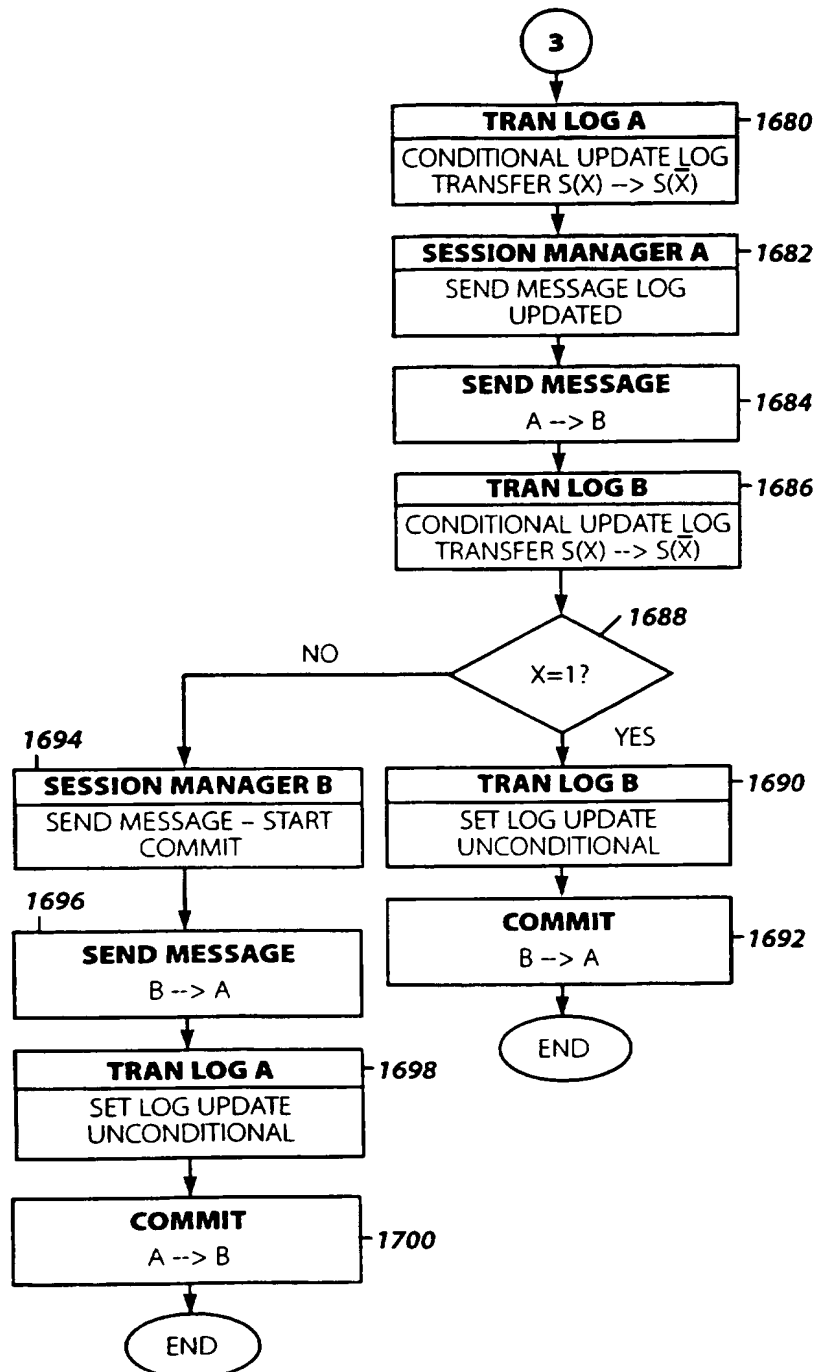 3
TRAN LOG A
1680
CONDITIONAL UPDATE LOG
TRANSFER S(X) --> S(X̅)
SESSION MANAGER A
1682
SEND MESSAGE LOG
UPDATED
SEND MESSAGE
1684
A --> B
TRAN LOG B
1686
CONDITIONAL UPDATE LOG
TRANSFER S(X) --> S(X̅)
1688
X=1?
NO
YES
TRAN LOG B
1690
SET LOG UPDATE
UNCONDITIONAL
COMMIT
1692
B --> A
END
1694
SESSION MANAGER B
SEND MESSAGE – START
COMMIT
1696
SEND MESSAGE
B --> A
TRAN LOG A
1698
SET LOG UPDATE
UNCONDITIONAL
COMMIT
1700
A --> B
END